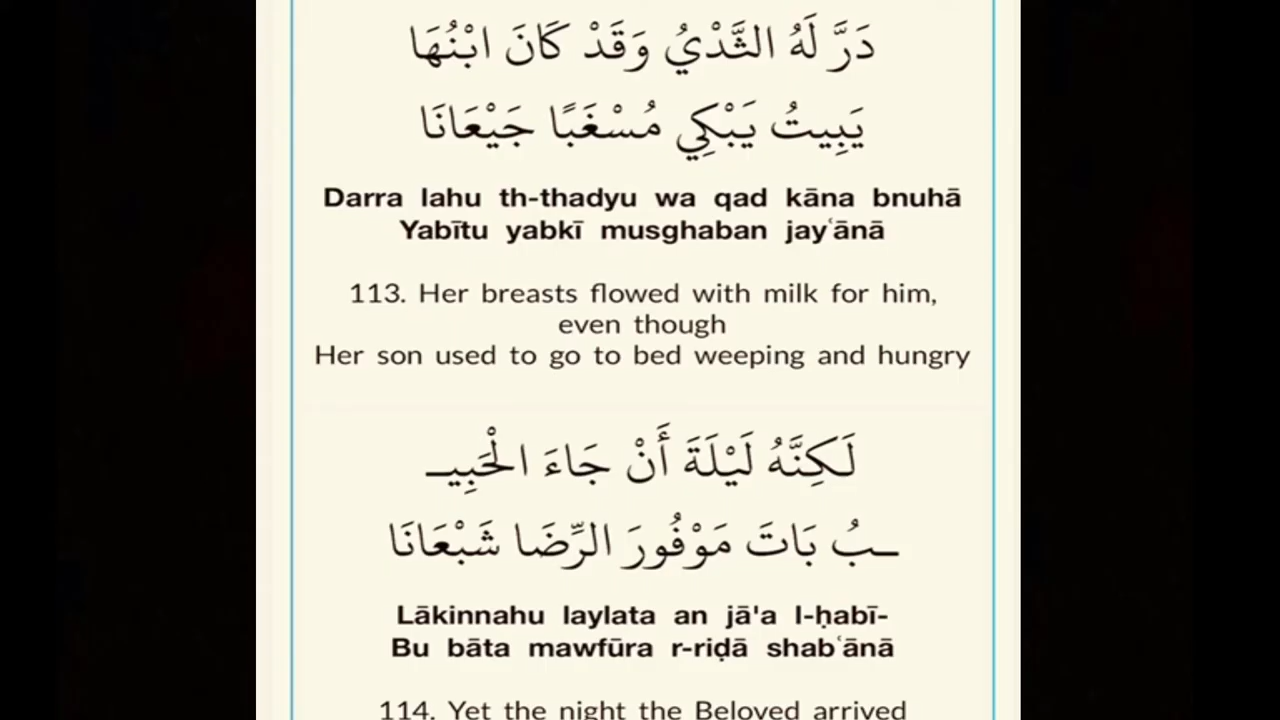 دَرَّ لَهُ الثَّدْيُ وَقَدْ كَانَ ابْنُهَا
يَبِيتُ يَبْكِي مُسْغَبًا جَيْعَانَا
Darra lahu th-thadyu wa qad kāna bnuhā
Yabītu yabkī musghaban jayʿānā
113. Her breasts flowed with milk for him,
even though
Her son used to go to bed weeping and hungry
لَكِنَّهُ لَيْلَةَ أَنْ جَاءَ الْحَبِيـ
ـبُ بَاتَ مَوْفُورَ الرِّضَا شَبْعَانَا
Lākinnahu laylata an jā'a l-ḥabī-
Bu bāta mawfūra r-riḍā shabʿānā
114. Yet the night the Beloved arrived